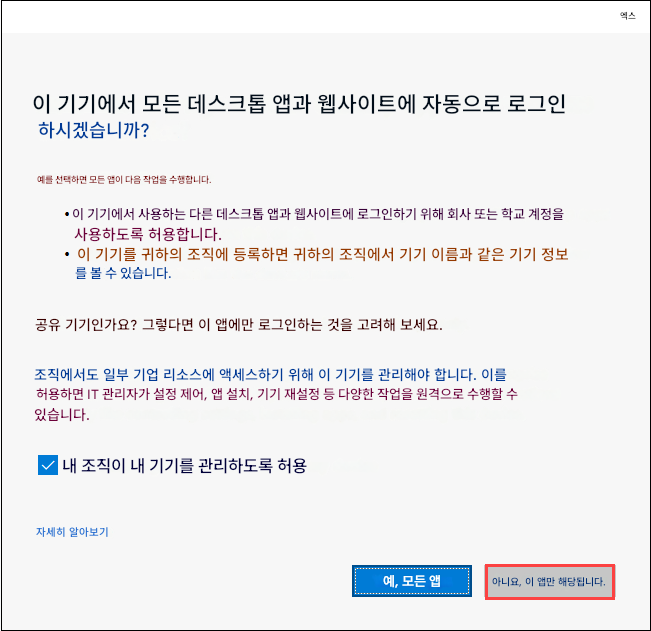 엑스
이 기기에서 모든 데스크톱 앱과 웹사이트에 자동으로 로그인
하시겠습니까?
예를 선택하면 모든 앱이 다음 작업을 수행합니다.
• 이 기기에서 사용하는 다른 데스크톱 앱과 웹사이트에 로그인하기 위해 회사 또는 학교 계정을
사용하도록 허용합니다.
• 이 기기를 귀하의 조직에 등록하면 귀하의 조직에서 기기 이름과 같은 기기 정보
를 볼 수 있습니다.
공유 기기인가요? 그렇다면 이 앱에만 로그인하는 것을 고려해 보세요.
조직에서도 일부 기업 리소스에 액세스하기 위해 이 기기를 관리해야 합니다. 이를
허용하면 IT 관리자가 설정 제어, 앱 설치, 기기 재설정 등 다양한 작업을 원격으로 수행할 수
있습니다.
내 조직이 내 기기를 관리하도록 허용
자세히 알아보기
예, 모든 앱
아니요, 이 앱만 해당됩니다.